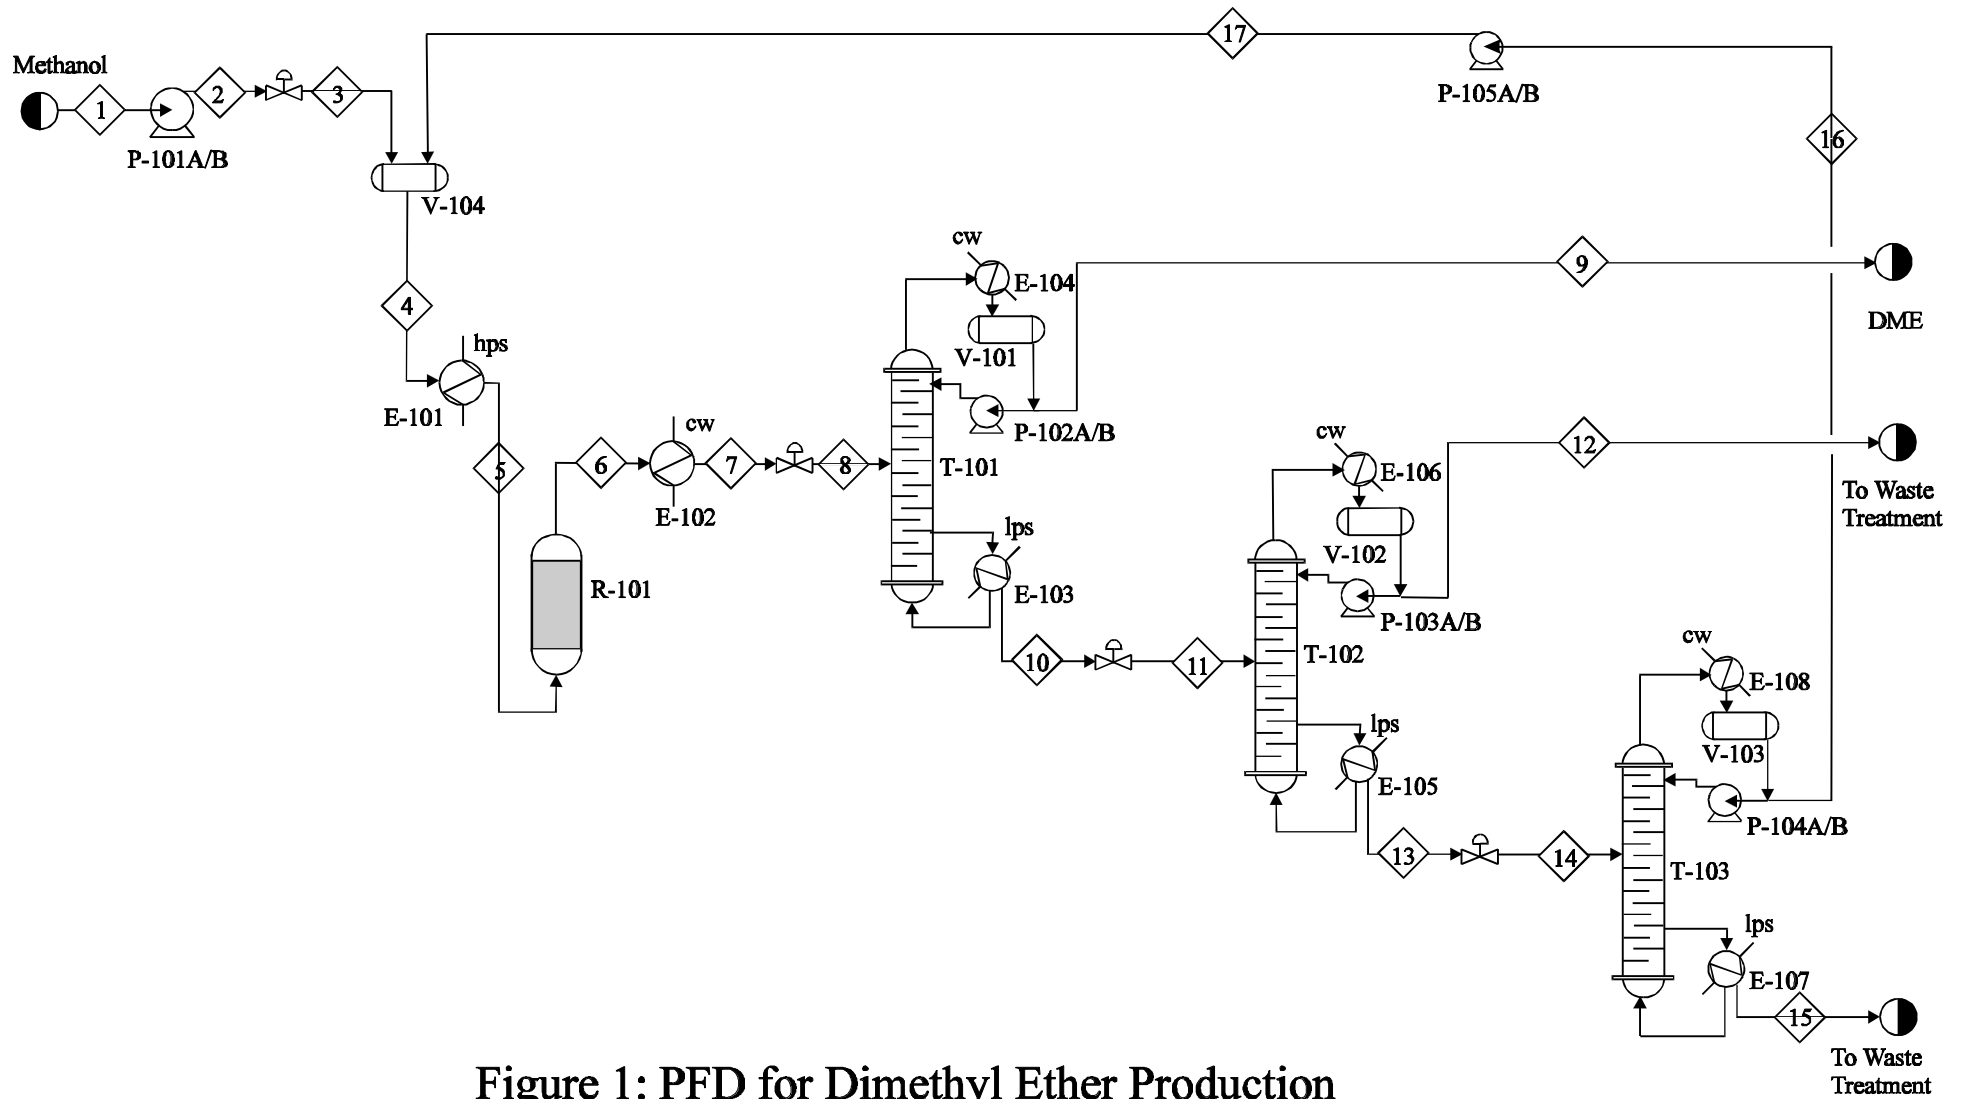 17
Methanol
P-105A/B
1
2
3
P-101A/B
16
V-104
cw
9
E-104
4
DME
hps
V-101
E-101
cw
P-102A/B
cw
12
5
6
7
8
T-101
E-106
To Waste
Treatment
E-102
lps
V-102
R-101
E-103
P-103A/B
cw
10
11
T-102
E-108
lps
V-103
E-105
P-104A/B
13
14
T-103
lps
E-107
15
To Waste
Treatment
Figure 1: PFD for Dimethyl Ether Production